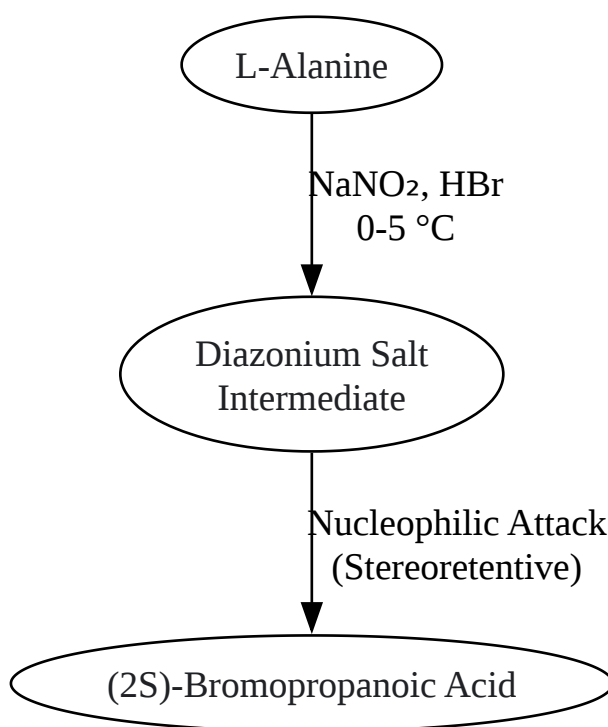 L-Alanine
NaNO₂, HBr
0-5 °C
Diazonium Salt
Intermediate
Nucleophilic Attack
(Stereoretentive)
(2S)-Bromopropanoic Acid